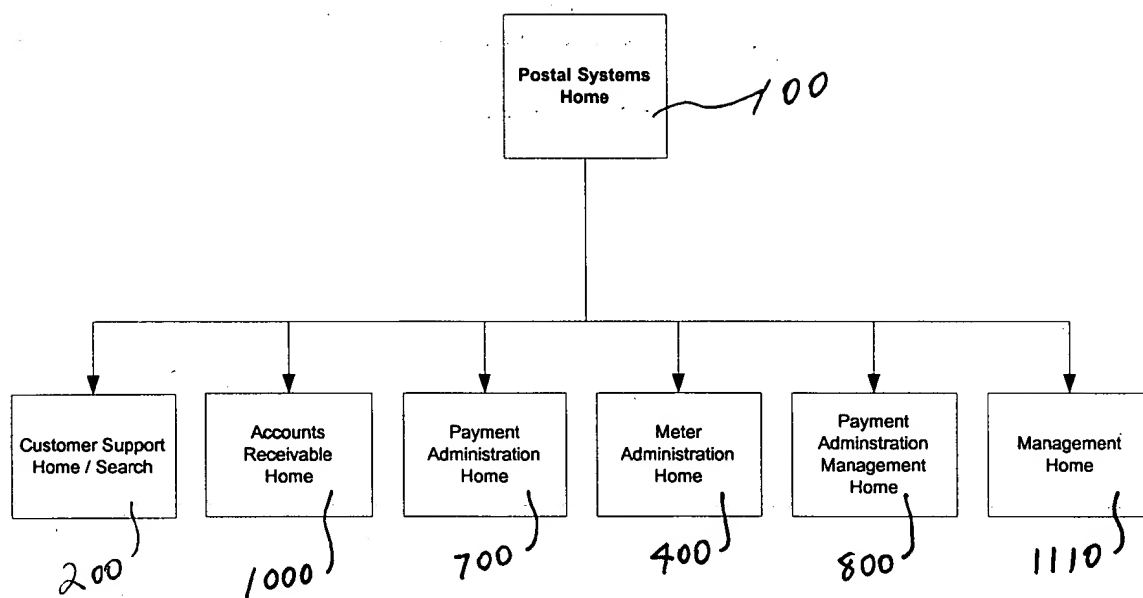 Postal Systems
Home
100
Customer Support
Home / Search
Accounts
Receivable
Home
Payment
Administration
Home
Meter
Administration
Home
Payment
Adminstration
Management
Home
Management
Home
200
1000
700
400
800
1110